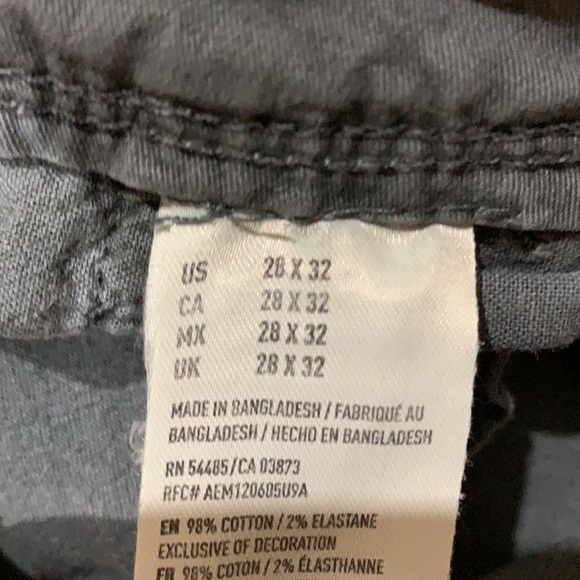 US 28 X 32
CA 28 X 32
MX 28 X 32
UK 28 X 32
MADE IN BANGLADESH / FABRIQUÉ AU
BANGLADESH / HECHO EN BANGLADESH
RN 54485 / CA 03873
RFC# AEM120605U9A
EN 98% COTTON / 2% ELASTANE
EXCLUSIVE OF DECORATION
FR 98% COTON / 2% ÉLASTHANNE